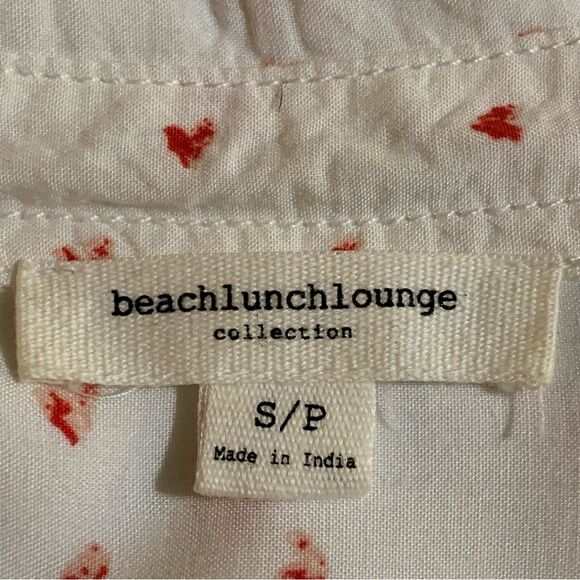 beachlunchlounge
collection
S/P
Made in India